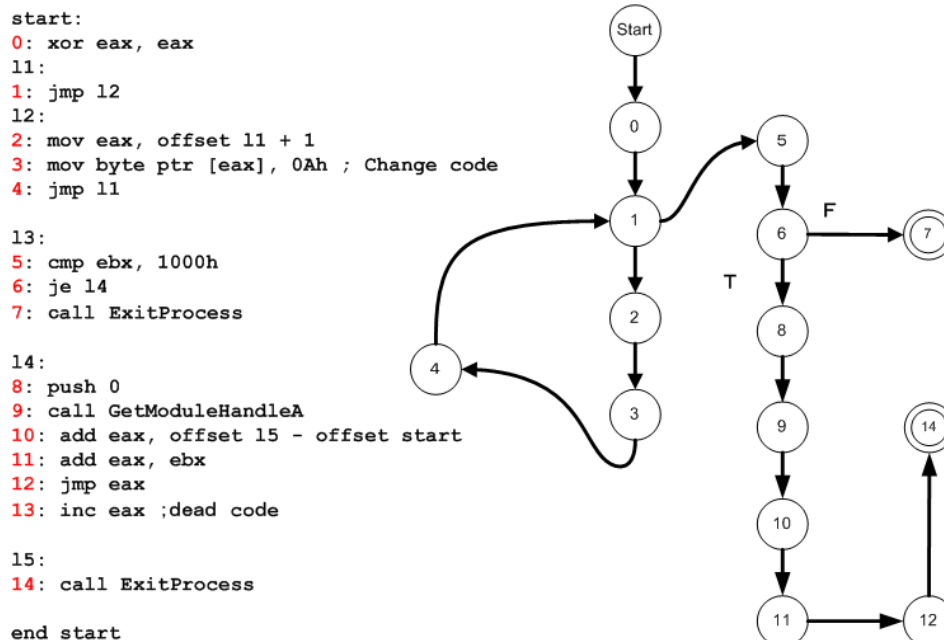 start:
0: xor eax, eax
l1:
1: jmp l2
l2:
2: mov eax, offset l1 + 1
3: mov byte ptr [eax], 0Ah ; Change code
4: jmp l1
l3:
5: cmp ebx, 1000h
6: je l4
7: call ExitProcess
l4:
8: push 0
9: call GetModuleHandleA
10: add eax, offset l5 - offset start
11: add eax, ebx
12: jmp eax
13: inc eax ;dead code
l5:
14: call ExitProcess
end start
Start
0
1
2
3
4
5
6
F
7
T
8
9
10
11
12
14